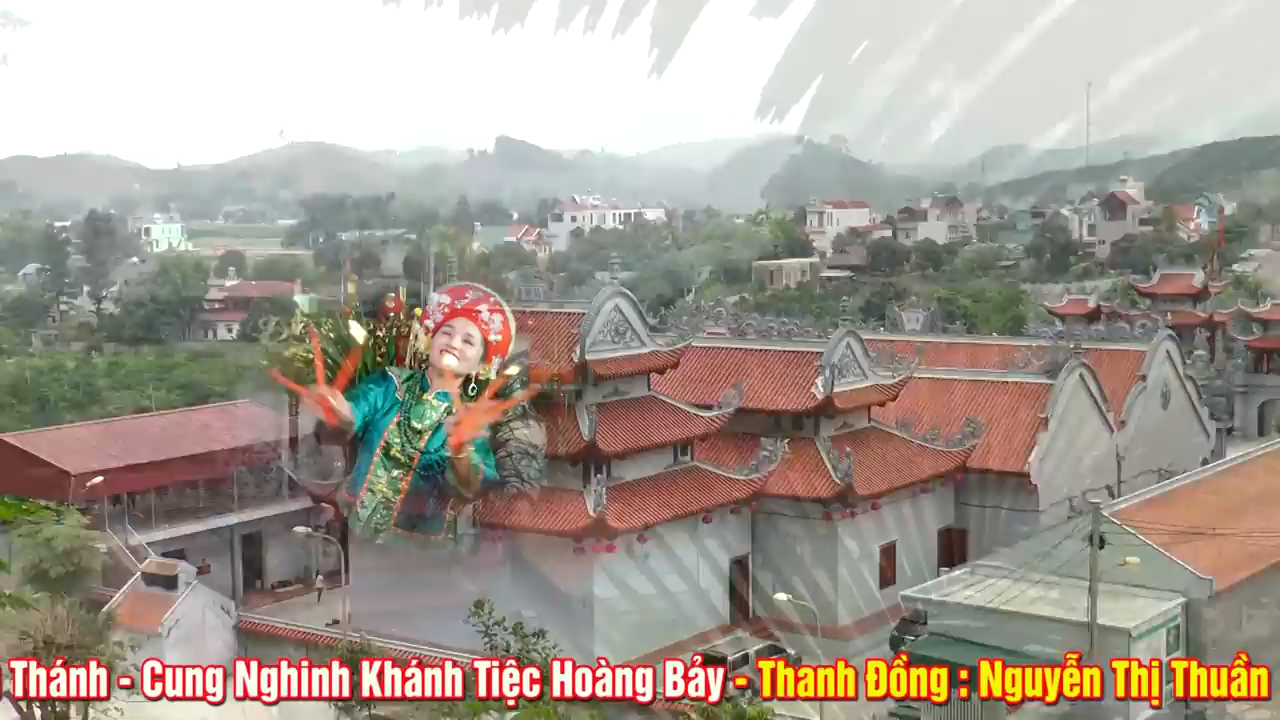 Thánh - Cung Nghinh Khánh Tiệc Hoàng Bảy - Thanh Đồng : Nguyễn Thị Thuần